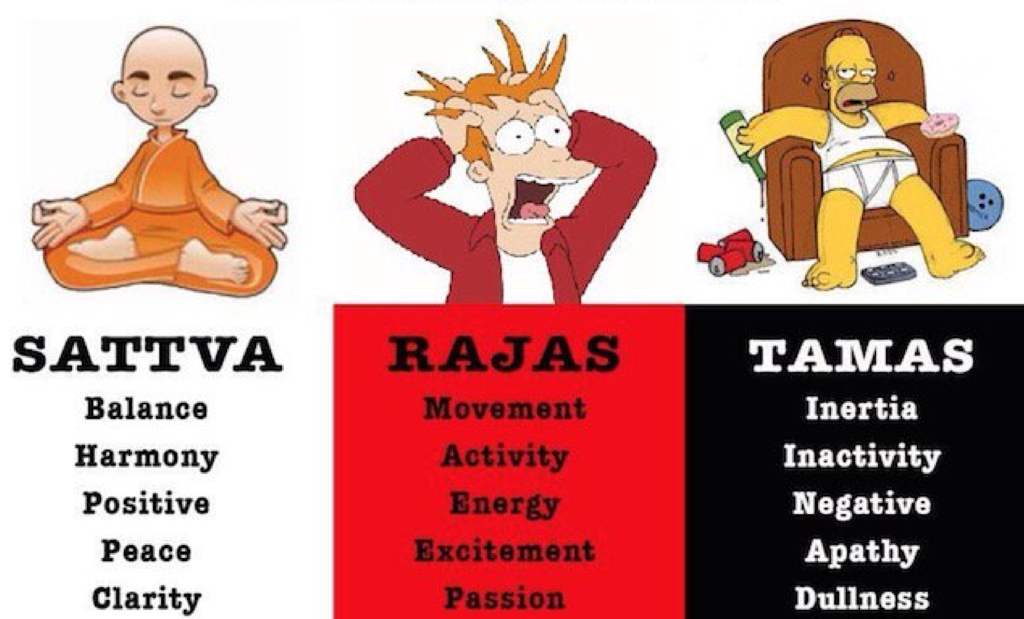 SATTVA
Balance
Harmony
Positive
Peace
Clarity
RAJAS
Movement
Activity
Energy
Excitement
Passion
TAMAS
Inertia
Inactivity
Negative
Apathy
Dullness